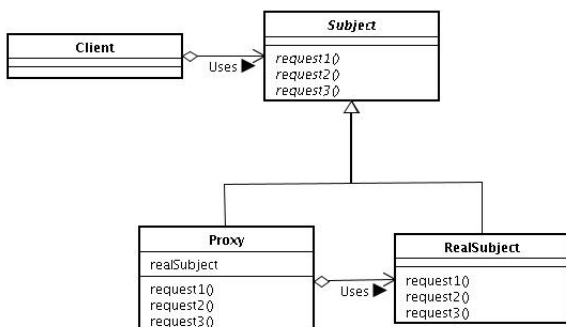 Subject
Client
Uses
request1()
request2()
request3()
Proxy
realSubject
request1()
request2()
request3()
Uses
RealSubject
request1()
request2()
request3()